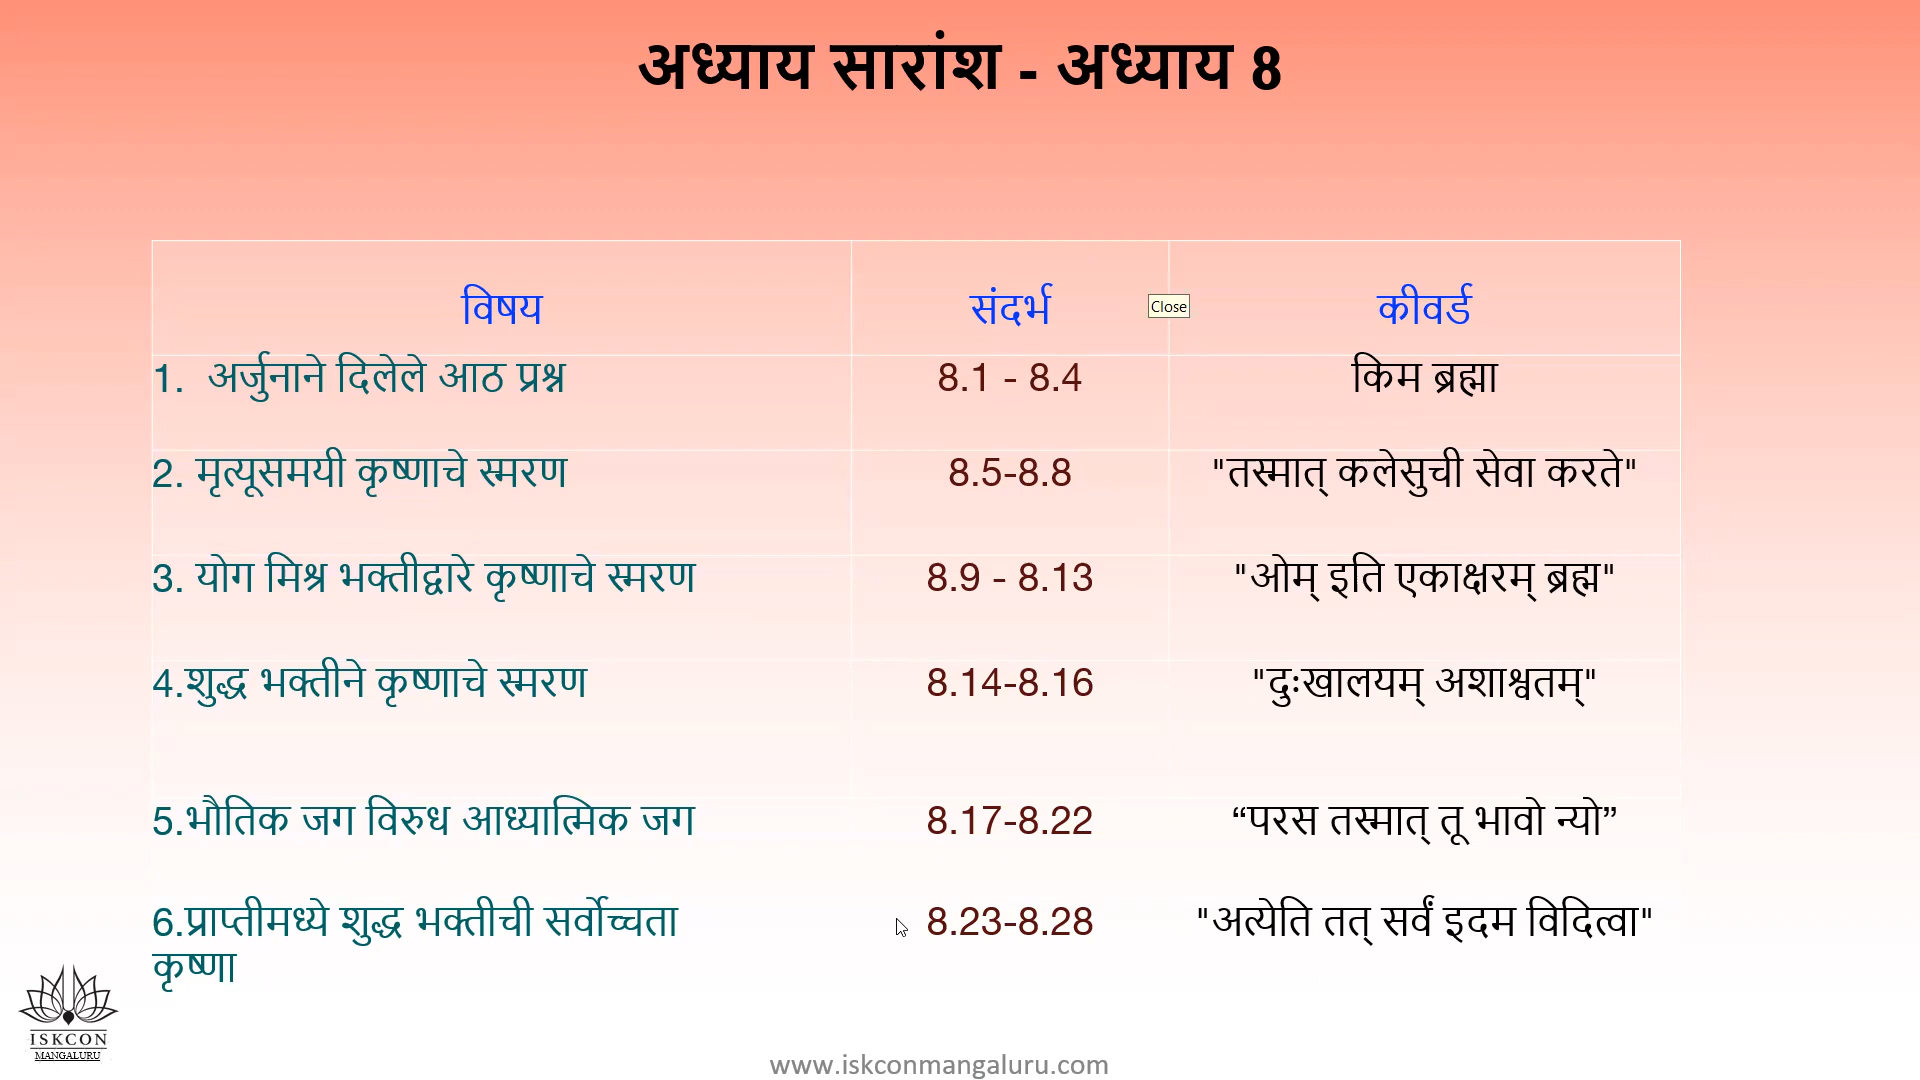 अध्याय सारांश - अध्याय 8
विषय संदर्भ Close कीवर्ड
1. अर्जुनाने दिलेले आठ प्रश्न 8.1 - 8.4 किम ब्रह्मा
2. मृत्यूसमयी कृष्णाचे स्मरण 8.5-8.8 "तस्मात् कलेसुची सेवा करते"
3. योग मिश्र भक्तीद्वारे कृष्णाचे स्मरण 8.9 - 8.13 "ओम् इति एकाक्षरम् ब्रह्म"
4.शुद्ध भक्तीने कृष्णाचे स्मरण 8.14-8.16 "दुःखालयम् अशाश्वतम्"
5.भौतिक जग विरुध आध्यात्मिक जग 8.17-8.22 “परस तस्मात् तू भावो न्यो”
6.प्राप्तीमध्ये शुद्ध भक्तीची सर्वोच्चता 8.23-8.28 "अत्येति तत् सर्वं इदम विदित्वा"
कृष्णा
ISKCON
MANGALURU
www.iskconmangaluru.com